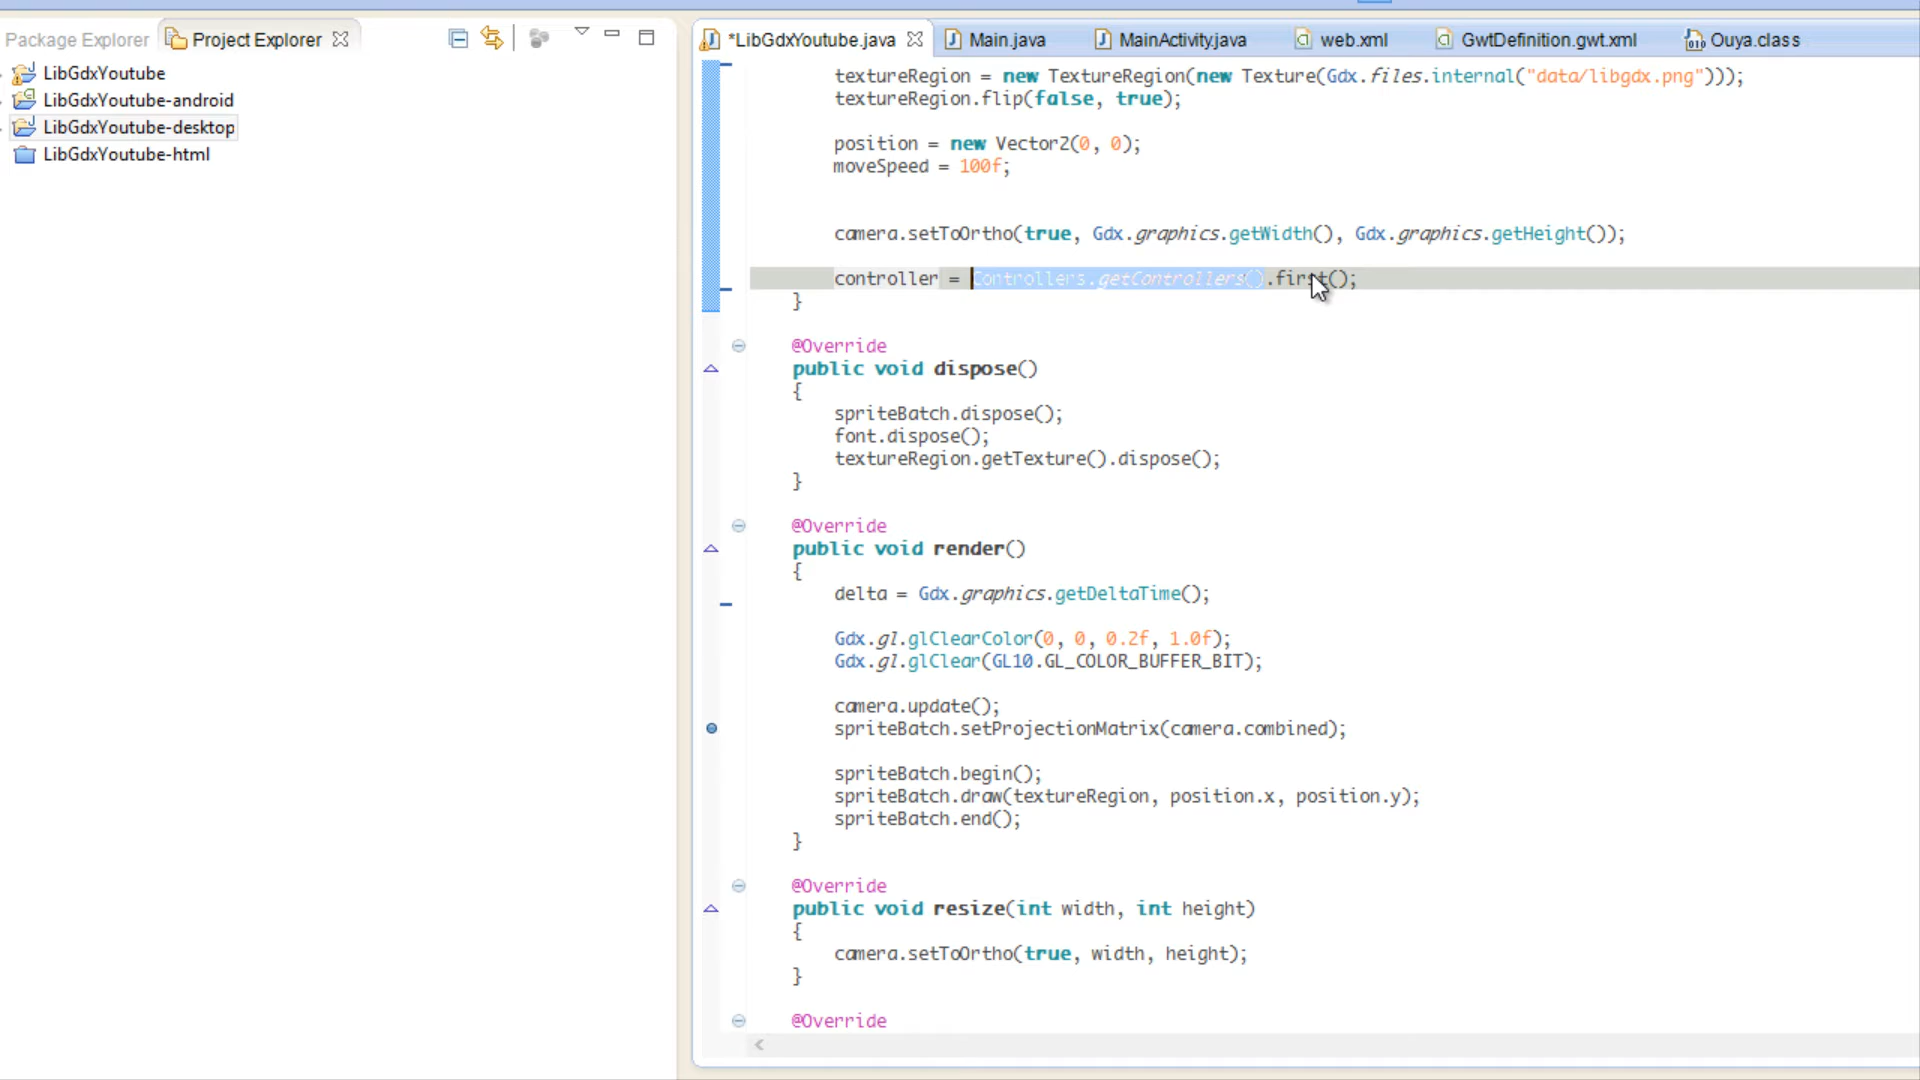 Package Explorer
Project Explorer
LibGdxYoutube
LibGdxYoutube-android
LibGdxYoutube-desktop
LibGdxYoutube-html
*LibGdxYoutube.java
Main.java
MainActivity.java
web.xml
GwtDefinition.gwt.xml
Ouya.class
textureRegion = new TextureRegion(new Texture(Gdx.files.internal("data/libgdx.png")));
textureRegion.flip(false, true);
position = new Vector2(0, 0);
moveSpeed = 100f;
camera.setToOrtho(true, Gdx.graphics.getWidth(), Gdx.graphics.getHeight());
controller = Controllers.getControllers().first();
}
@Override
public void dispose()
{
spriteBatch.dispose();
font.dispose();
textureRegion.getTexture().dispose();
}
@Override
public void render()
{
delta = Gdx.graphics.getDeltaTime();
Gdx.gl.glClearColor(0, 0, 0.2f, 1.0f);
Gdx.gl.glClear(GL10.GL_COLOR_BUFFER_BIT);
camera.update();
spriteBatch.setProjectionMatrix(camera.combined);
spriteBatch.begin();
spriteBatch.draw(textureRegion, position.x, position.y);
spriteBatch.end();
}
@Override
public void resize(int width, int height)
{
camera.setToOrtho(true, width, height);
}
@Override